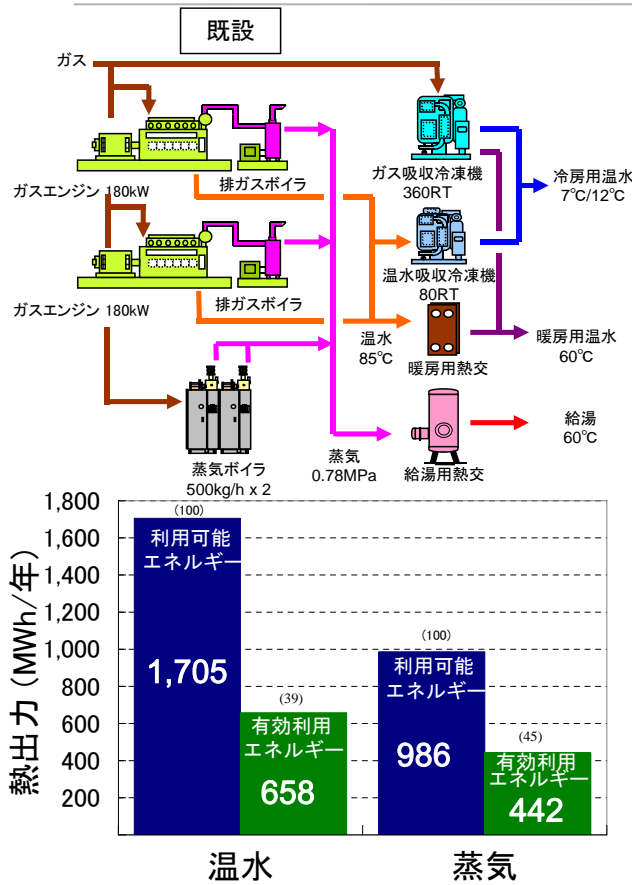 既設
ガス
ガスエンジン 180kW
排ガスボイラ
ガス吸収冷凍機
360RT
冷房用温水
7℃/12℃
ガスエンジン 180kW
排ガスボイラ
温水吸収冷凍機
80RT
温水
85℃
暖房用熱交
暖房用温水
60℃
蒸気ボイラ
500kg/h x 2
蒸気
0.78MPa
給湯用熱交
給湯
60℃
熱出力 (MWh/年)
1,800
1,600
1,400
1,200
1,000
800
600
400
200
(100)
利用可能
エネルギー
1,705
(39)
有効利用
エネルギー
658
(100)
利用可能
エネルギー
986
(45)
有効利用
エネルギー
442
温水
蒸気